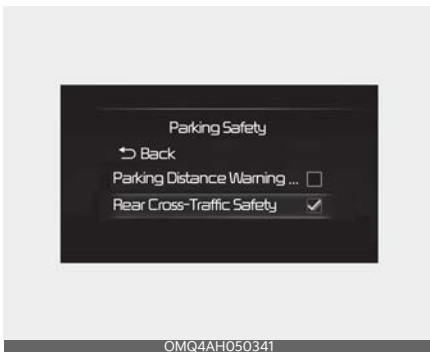 Parking Safety
Back
Parking Distance Warning ...
Rear Cross-Traffic Safety
OMQ4AH050341